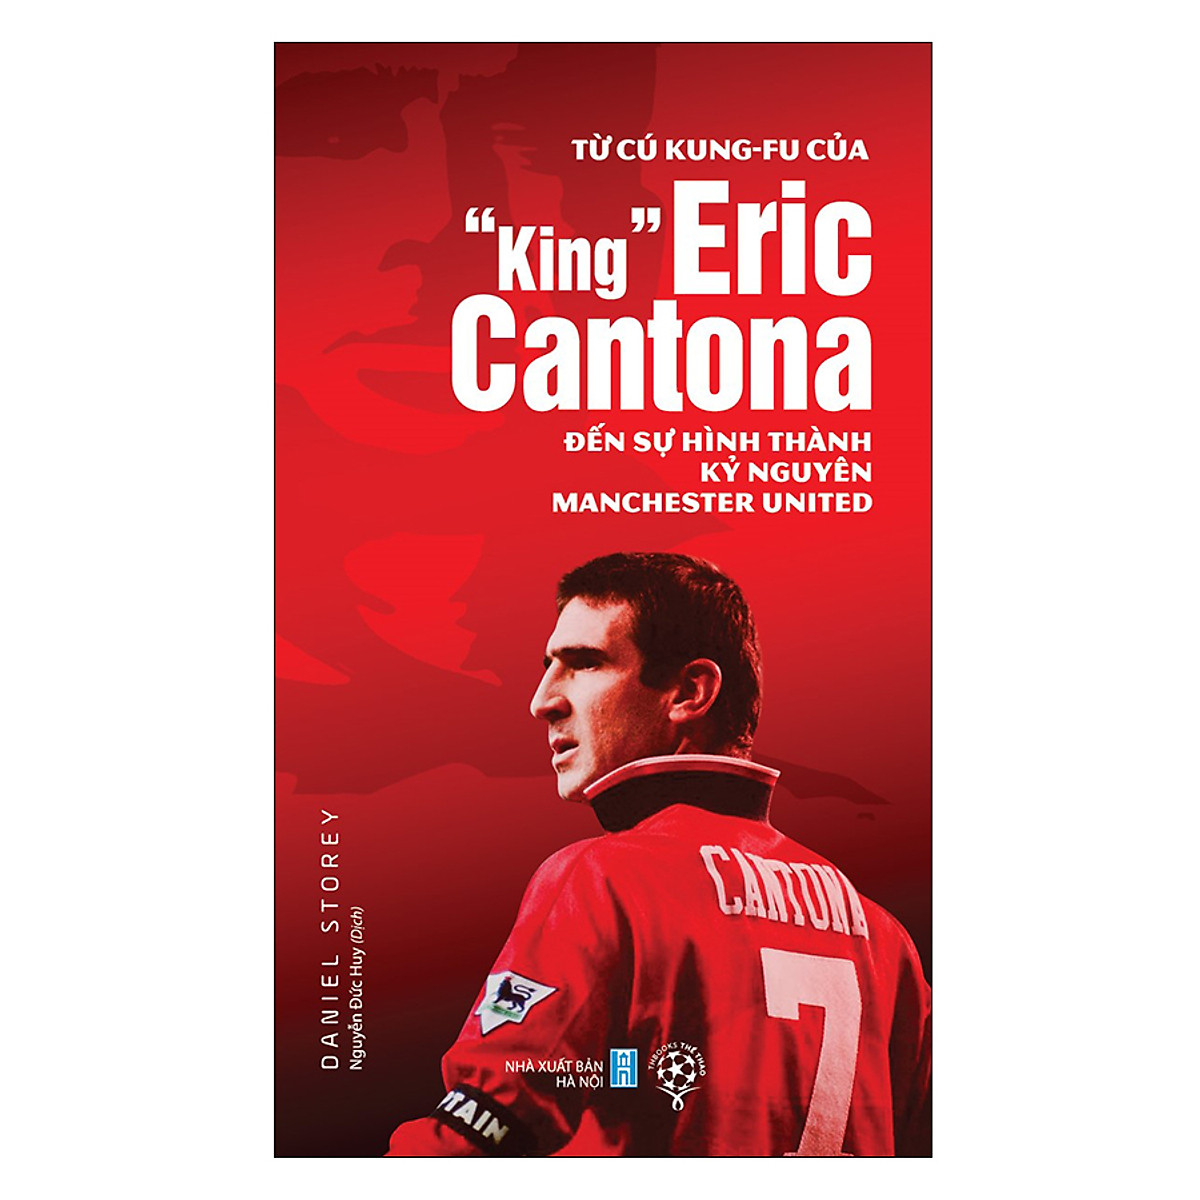 TỪ CÚ KUNG-FU CỦA
"King" Eric
Cantona
ĐẾN SỰ HÌNH THÀNH
KỶ NGUYÊN
MANCHESTER UNITED
DANIEL STOREY
Nguyễn Đức Huy (Dịch)
CANTONA
7
PTAIN
NHÀ XUẤT BẢN
HÀ NỘI
THBOOKS THỂ THAO